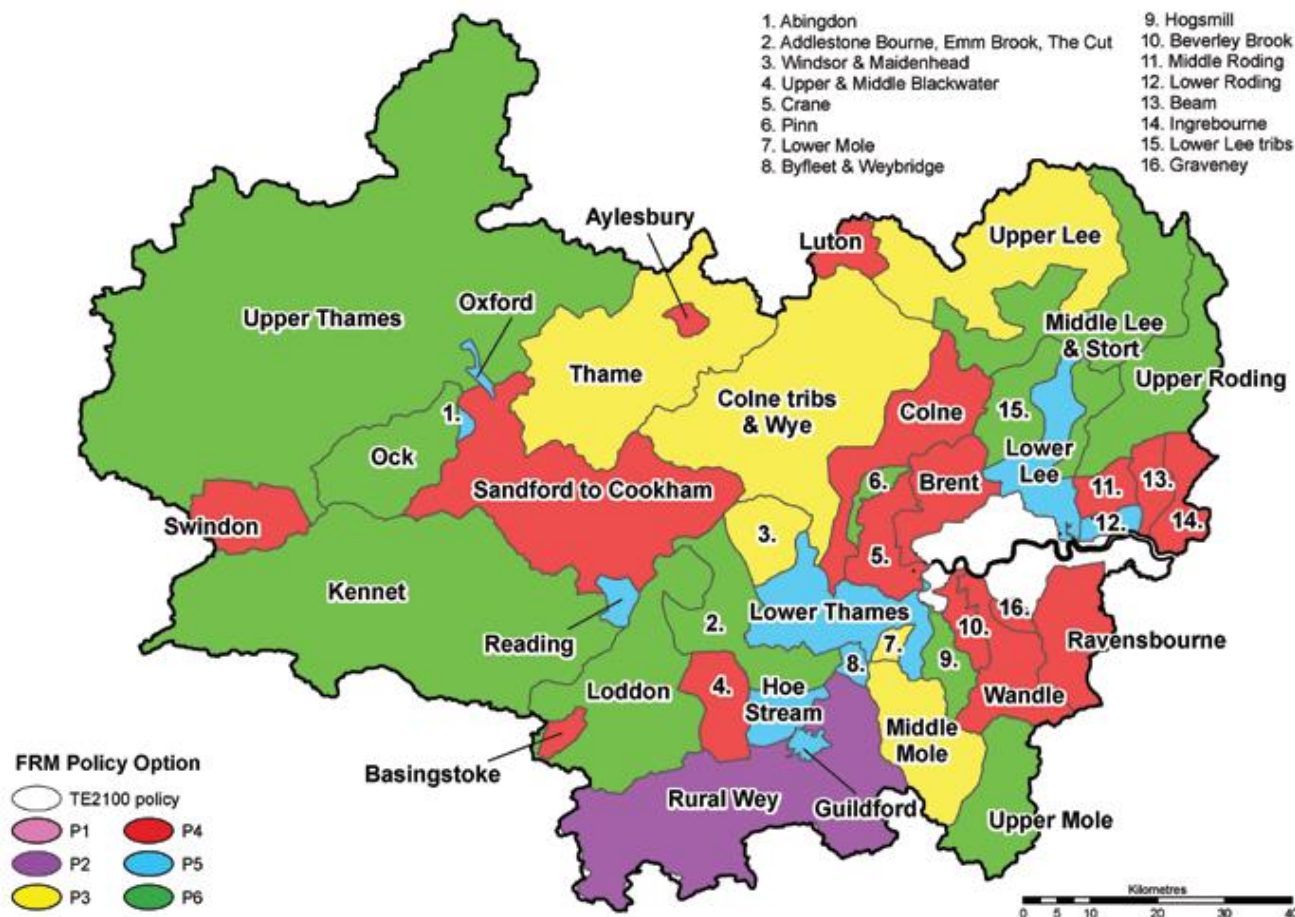 1. Abingdon
2. Addlestone Bourne, Emm Brook, The Cut
3. Windsor & Maidenhead
4. Upper & Middle Blackwater
5. Crane
6. Pinn
7. Lower Mole
8. Byfleet & Weybridge
9. Hogsmill
10. Beverley Brook
11. Middle Roding
12. Lower Roding
13. Beam
14. Ingrebourne
15. Lower Lee tribs
16. Graveney
Aylesbury
Luton
Upper Lee
Oxford
Upper Thames
Middle Lee
& Stort
Thame
Upper Roding
Colne tribs
& Wye
Colne
15.
1.
Ock
Lower
Lee
Sandford to Cookham
6.
Brent
11.
13.
Swindon
12.
14.
3.
5.
Kennet
Lower Thames
16.
2.
10.
Reading
Ravensbourne
7.
8.
9.
Loddon
4.
Hoe
Stream
Wandle
Middle
Mole
Basingstoke
Rural Wey
Guildford
Upper Mole
FRM Policy Option
TE2100 policy
P1
P4
P2
P5
P3
P6
Kilometres
0 5 10 20 30 40